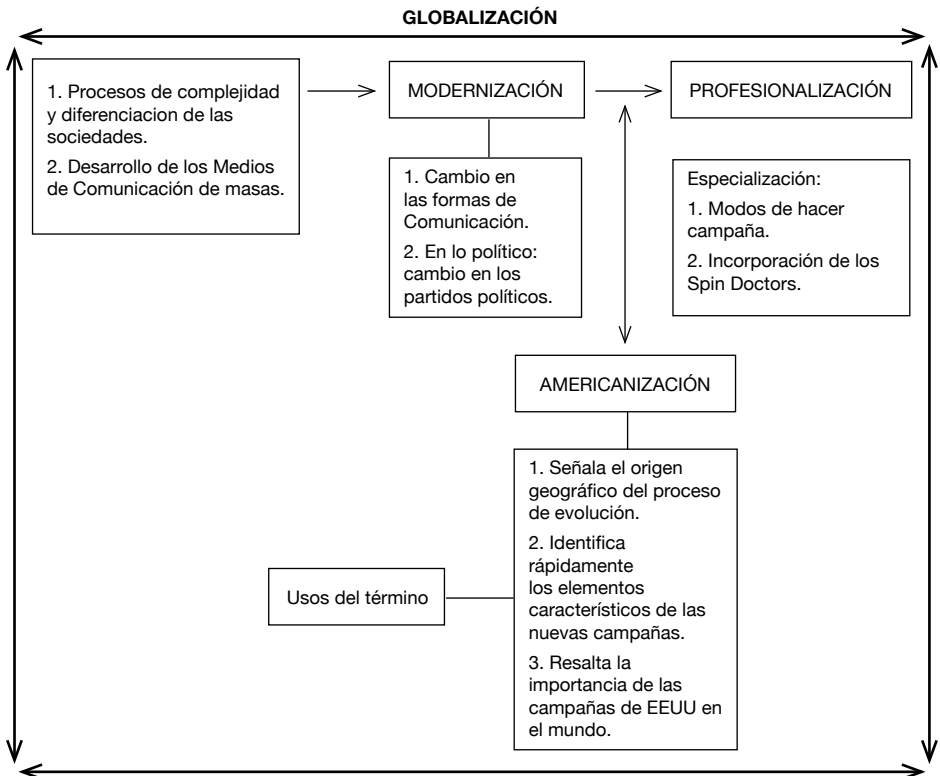 GLOBALIZACIÓN
1. Procesos de complejidad
y diferenciacion de las
sociedades.
2. Desarrollo de los Medios
de Comunicación de masas.
MODERNIZACIÓN
PROFESIONALIZACIÓN
1. Cambio en
las formas de
Comunicación.
2. En lo político:
cambio en los
partidos políticos.
Especialización:
1. Modos de hacer
campaña.
2. Incorporación de los
Spin Doctors.
AMERICANIZACIÓN
Usos del término
1. Señala el origen
geográfico del proceso
de evolución.
2. Identifica
rápidamente
los elementos
característicos de las
nuevas campañas.
3. Resalta la
importancia de las
campañas de EEUU en
el mundo.